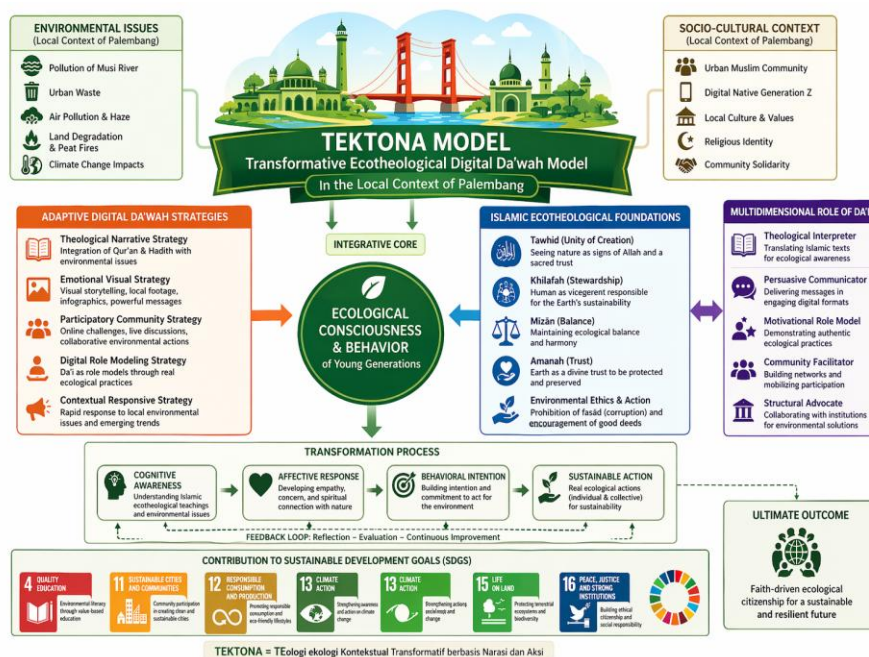 ENVIRONMENTAL ISSUES
(Local Context of Palembang)
Pollution of Musi River
Urban Waste
Air Pollution & Haze
Land Degradation
& Peat Fires
Climate Change Impacts
TEKTONA MODEL
Transformative Ecotheological Digital Da'wah Model
In the Local Context of Palembang
SOCIO-CULTURAL CONTEXT
(Local Context of Palembang)
Urban Muslim Community
Digital Native Generation Z
Local Culture & Values
Religious Identity
Community Solidarity
ADAPTIVE DIGITAL DA'WAH STRATEGIES
Theological Narrative Strategy
Integration of Qur'an & Hadith with
environmental issues
Emotional Visual Strategy
Visual storytelling, local footage,
infographics, powerful messages
Participatory Community Strategy
Online challenges, live discussions,
collaborative environmental actions
Digital Role Modeling Strategy
Da'i as role models through real
ecological practices
Contextual Responsive Strategy
Rapid response to local environmental
issues and emerging trends
INTEGRATIVE CORE
ECOLOGICAL
CONSCIOUSNESS
& BEHAVIOR
of Young Generations
ISLAMIC ECOTHEOLOGICAL FOUNDATIONS
Tawhid (Unity of Creation)
Seeing nature as signs of Allah and a
sacred trust
Khilafah (Stewardship)
Human as vicegerent responsible
for the Earth's sustainability
Mizān (Balance)
Maintaining ecological balance
and harmony
Amanah (Trust)
Earth as a divine trust to be protected
and preserved
Environmental Ethics & Action
Prohibition of fasād (corruption) and
encouragement of good deeds
MULTIDIMENSIONAL ROLE OF DA'I
Theological Interpreter
Translating Islamic texts
for ecological awareness
Persuasive Communicator
Delivering messages in
engaging digital formats
Motivational Role Model
Demonstrating authentic
ecological practices
Community Facilitator
Building networks and
mobilizing participation
Structural Advocate
Collaborating with institutions
for environmental solutions
TRANSFORMATION PROCESS
COGNITIVE
AWARENESS
Understanding Islamic
ecotheological teachings
and environmental issues
AFFECTIVE RESPONSE
Developing empathy,
concern, and spiritual
connection with nature
BEHAVIORAL INTENTION
Building intention and
commitment to act for
the environment
SUSTAINABLE ACTION
Real ecological actions
(individual & collective)
for sustainability
FEEDBACK LOOP: Reflection – Evaluation – Continuous Improvement
ULTIMATE OUTCOME
Faith-driven ecological
citizenship for a sustainable
and resilient future
CONTRIBUTION TO SUSTAINABLE DEVELOPMENT GOALS (SDGS)
4 QUALITY
EDUCATION
Environmental literacy
through value-based
education
11 SUSTAINABLE CITIES
AND COMMUNITIES
Community participation
in creating clean and
sustainable cities
12 RESPONSIBLE
CONSUMPTION
AND PRODUCTION
Promoting responsible
consumption and
eco-friendly lifestyles
13 CLIMATE
ACTION
Strengthening awareness
and action on climate
change
13 CLIMATE
ACTION
Strengthening
and
change
15 LIFE
ON LAND
Protecting terrestrial
ecosystems and
biodiversity
16 PEACE, JUSTICE
AND STRONG
INSTITUTIONS
Building ethical
citizenship and
social responsibility
TEKTONA = TEologi ekologi Kontekstual Transformatif berbasis Narasi dan Aksi